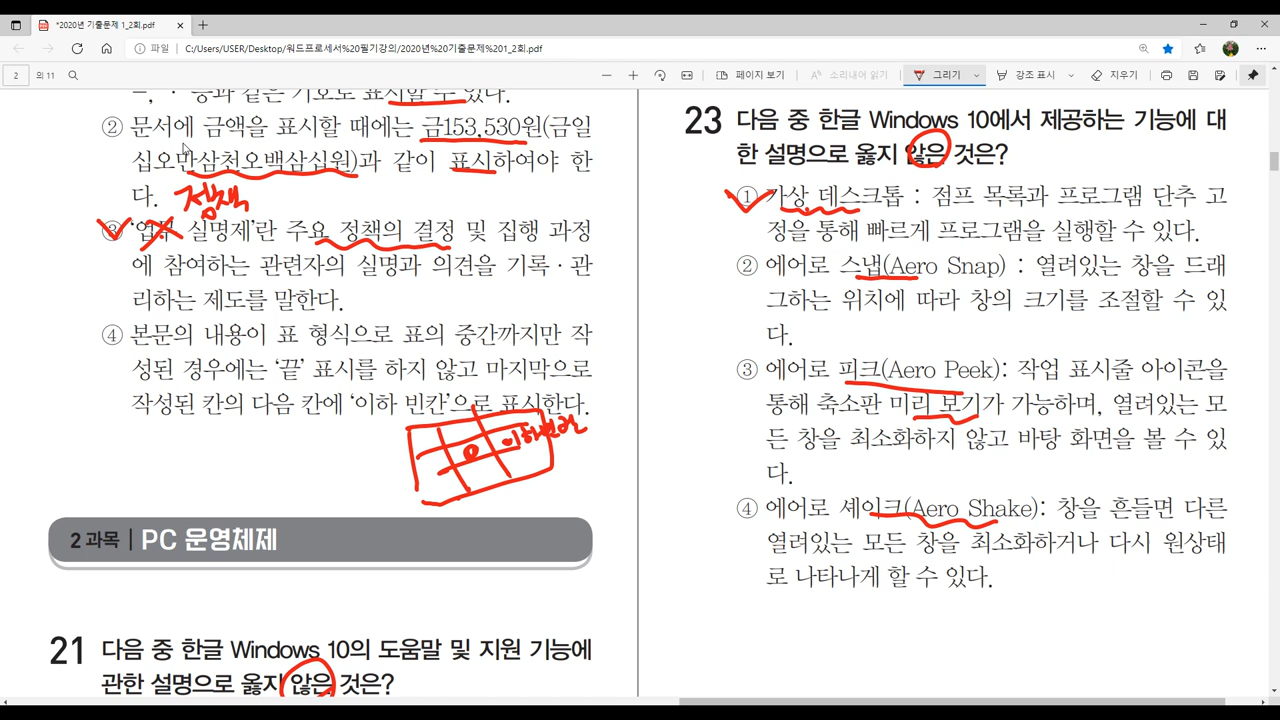 *2020년 기출문제 1_2회.pdf
파일 C:/Users/USER/Desktop/워드프로세서%20필기강의/2020년%20기출문제%201_2회.pdf
2 의 11
페이지 보기
소리내어 읽기
그리기
강조 표시
지우기
등과 같은 기호로 표시할 수 있다.
② 문서에 금액을 표시할 때에는 금153,530원(금일
십오만삼천오백삼십원)과 같이 표시하여야 한
다. 정책
③ '업무 실명제'란 주요 정책의 결정 및 집행 과정
에 참여하는 관련자의 실명과 의견을 기록·관
리하는 제도를 말한다.
④ 본문의 내용이 표 형식으로 표의 중간까지만 작
성된 경우에는 '끝' 표시를 하지 않고 마지막으로
작성된 칸의 다음 칸에 '이하 빈칸'으로 표시한다.
이하빈칸
2 과목 | PC 운영체제
21 다음 중 한글 Windows 10의 도움말 및 지원 기능에
관한 설명으로 옳지 않은 것은?
23 다음 중 한글 Windows 10에서 제공하는 기능에 대
한 설명으로 옳지 않은 것은?
① 가상 데스크톱 : 점프 목록과 프로그램 단추 고
정을 통해 빠르게 프로그램을 실행할 수 있다.
② 에어로 스냅(Aero Snap) : 열려있는 창을 드래
그하는 위치에 따라 창의 크기를 조절할 수 있
다.
③ 에어로 피크(Aero Peek): 작업 표시줄 아이콘을
통해 축소판 미리 보기가 가능하며, 열려있는 모
든 창을 최소화하지 않고 바탕 화면을 볼 수 있
다.
④ 에어로 셰이크(Aero Shake): 창을 흔들면 다른
열려있는 모든 창을 최소화하거나 다시 원상태
로 나타나게 할 수 있다.